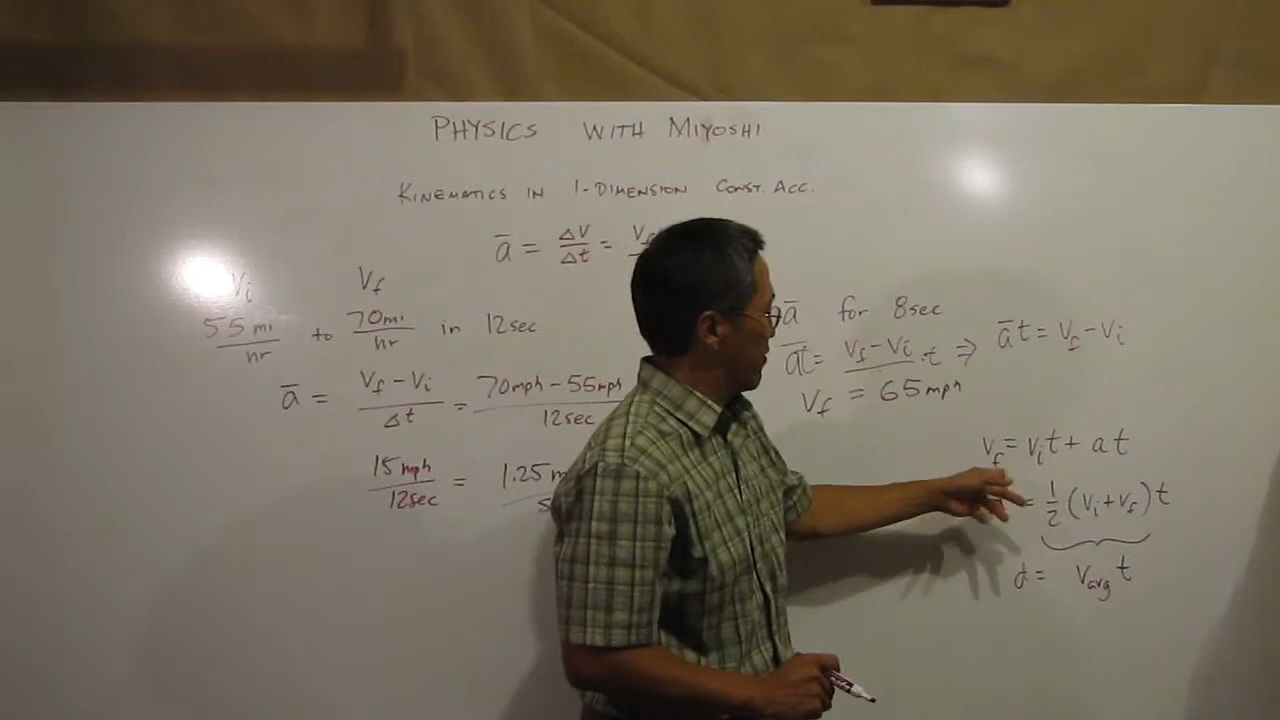 PHYSICS WITH MIYOSHI
KINEMATICS IN 1-DIMENSION CONST. ACC.
a̅ = ΔV/Δt = Vf
Vi Vf
55mi/hr to 70mi/hr in 12sec
a̅ = (Vf - Vi)/Δt = (70mph - 55mph)/12sec
15mph/12sec = 1.25
a̅ for 8sec
a̅t = (Vf - Vi)/ · t ⇒ a̅t = Vf - Vi
Vf = 65mph
Vf = Vit + at
= 1/2 (Vi + Vf)t
d = Vavg t